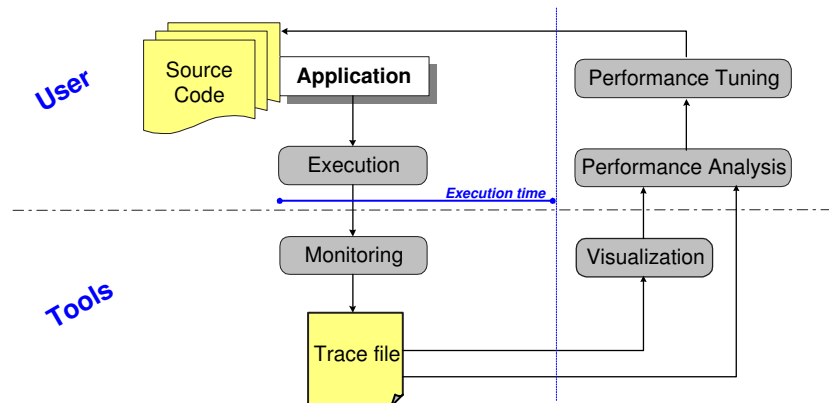 Source
Code
Application
Performance Tuning
User
Execution
Performance Analysis
Execution time
Monitoring
Visualization
Tools
Trace file